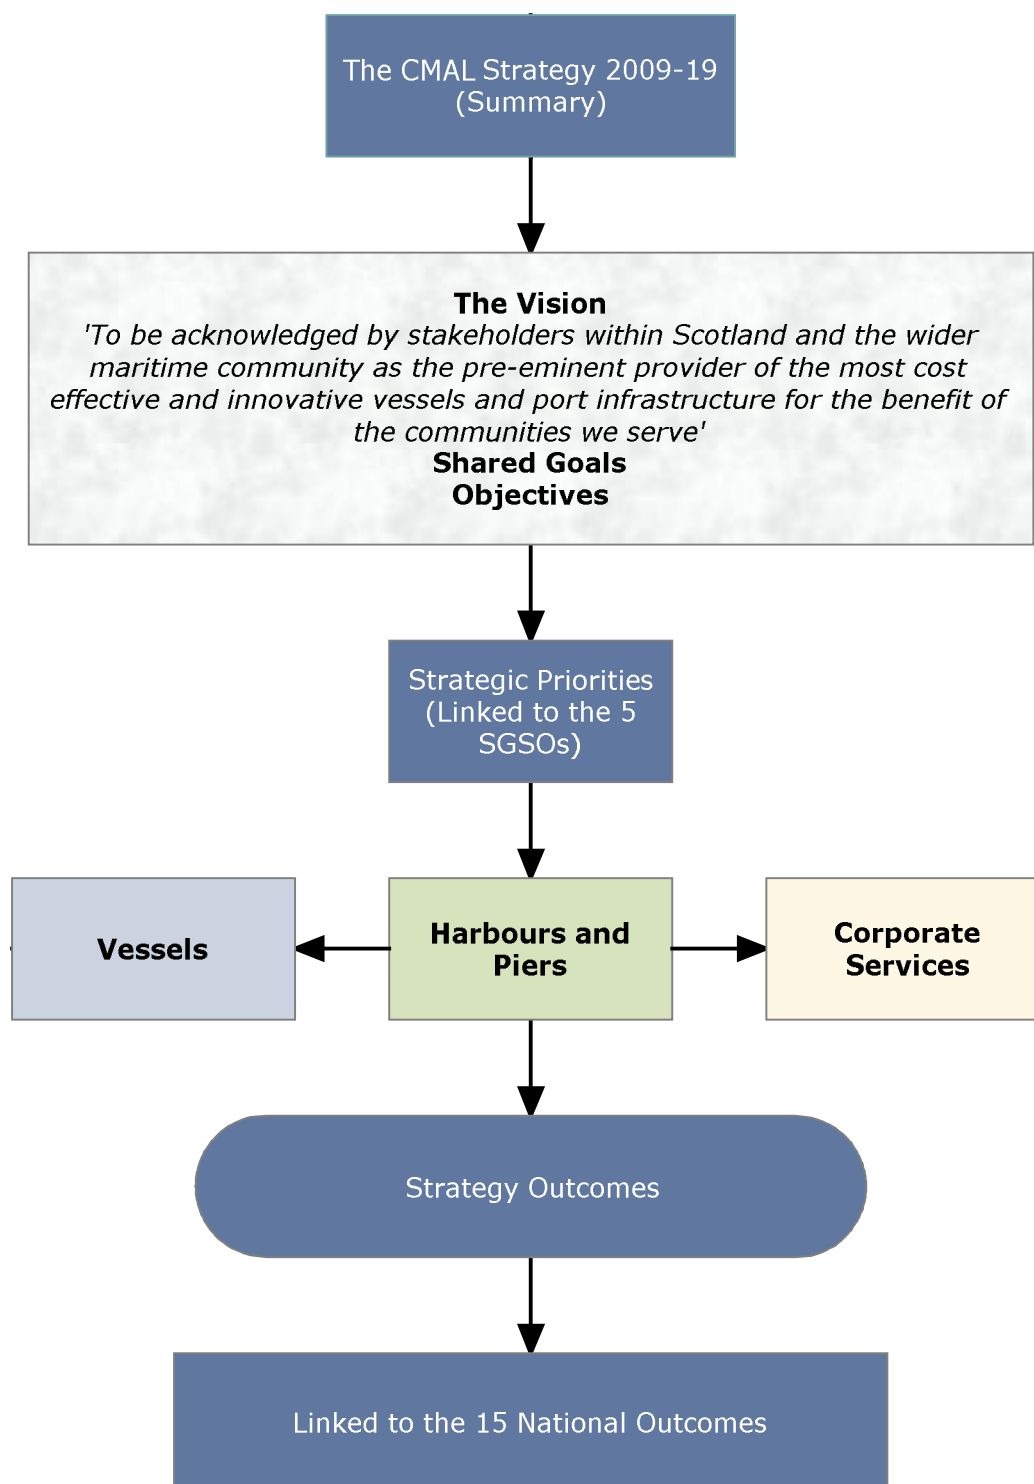 The CMAL Strategy 2009-19
(Summary)
The Vision
'To be acknowledged by stakeholders within Scotland and the wider
maritime community as the pre-eminent provider of the most cost
effective and innovative vessels and port infrastructure for the benefit of
the communities we serve'
Shared Goals
Objectives
Strategic Priorities
(Linked to the 5
SGSOs)
Vessels
Harbours and
Piers
Corporate
Services
Strategy Outcomes
Linked to the 15 National Outcomes